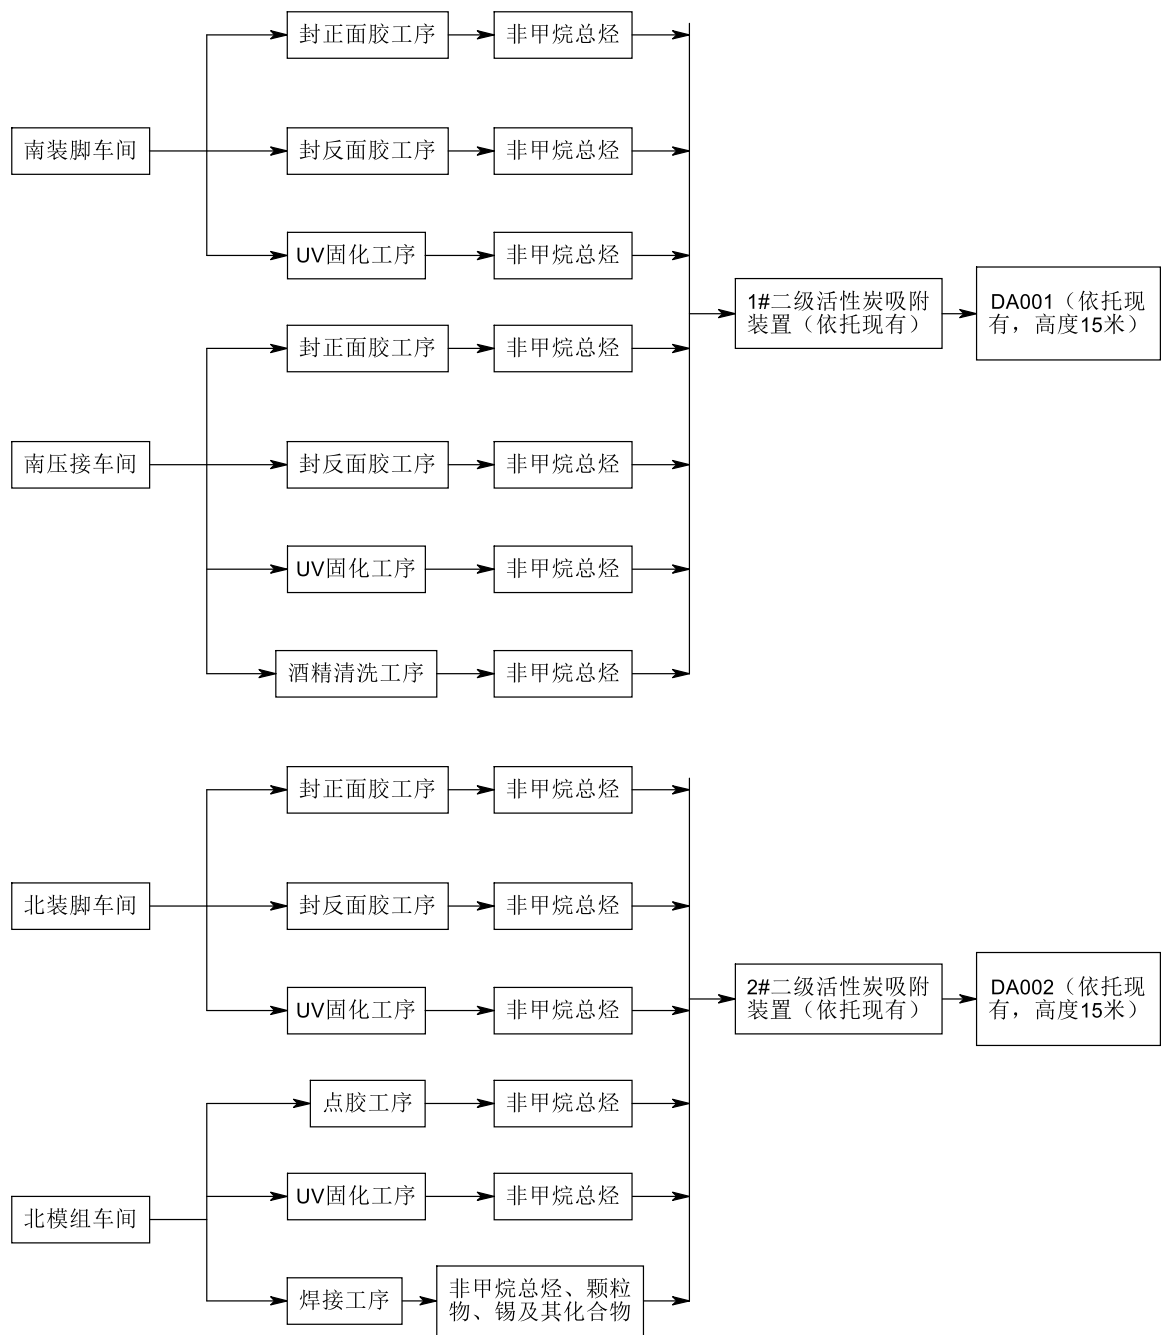 封正面胶工序
非甲烷总烃
南装脚车间
封反面胶工序
非甲烷总烃
UV固化工序
非甲烷总烃
1#二级活性炭吸附
装置（依托现有）
DA001（依托现
有，高度15米）
封正面胶工序
非甲烷总烃
南压接车间
封反面胶工序
非甲烷总烃
UV固化工序
非甲烷总烃
酒精清洗工序
非甲烷总烃
封正面胶工序
非甲烷总烃
北装脚车间
封反面胶工序
非甲烷总烃
UV固化工序
非甲烷总烃
2#二级活性炭吸附
装置（依托现有）
DA002（依托现
有，高度15米）
点胶工序
非甲烷总烃
北模组车间
UV固化工序
非甲烷总烃
焊接工序
非甲烷总烃、颗粒
物、锡及其化合物